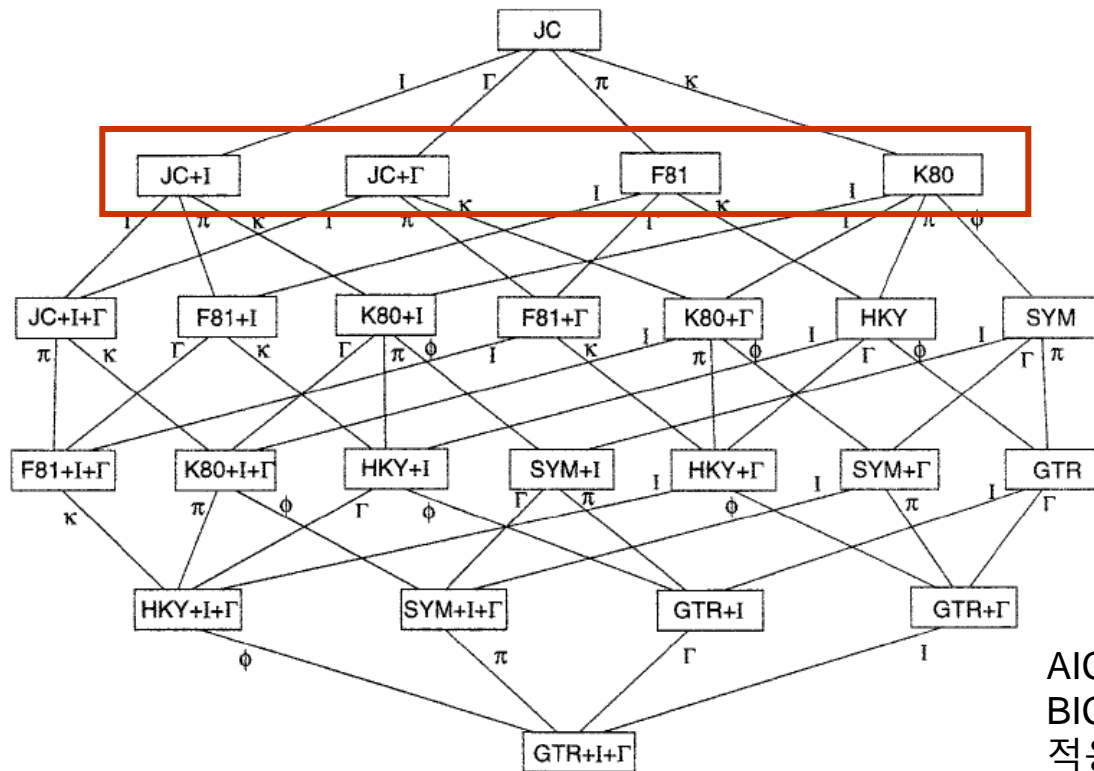 JC
I Γ π κ
JC+I JC+Γ F81 K80
I π κ I π κ I Γ κ I I π φ
JC+I+Γ F81+I K80+I F81+Γ K80+Γ HKY SYM
π κ Γ κ Γ π φ I κ I π φ I Γ φ I Γ π
F81+I+Γ K80+I+Γ HKY+I SYM+I HKY+Γ SYM+Γ GTR
κ π φ Γ φ Γ π I φ I π I Γ
HKY+I+Γ SYM+I+Γ GTR+I GTR+Γ
φ π Γ I
GTR+I+Γ